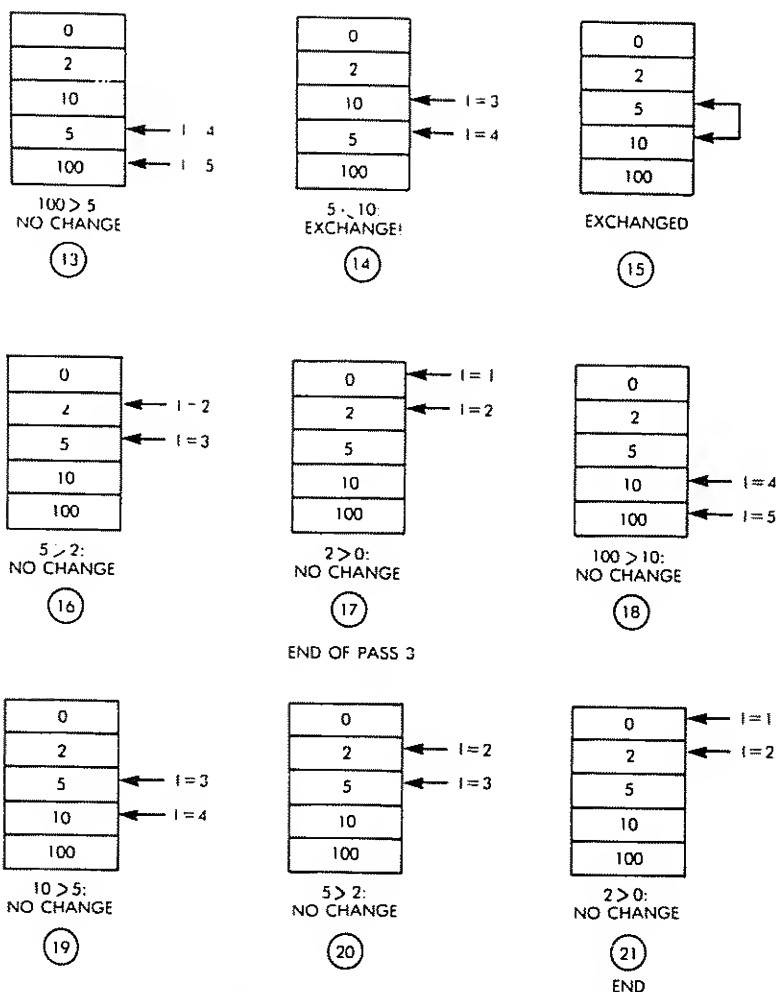 0
2
10
5
100
I 4
I 5
100 > 5
NO CHANGE
13
0
2
10
5
100
I = 3
I = 4
5 10:
EXCHANGE!
14
0
2
5
10
100
EXCHANGED
15
0
2
5
10
100
I - 2
I = 3
5 > 2:
NO CHANGE
16
0
2
5
10
100
I = 1
I = 2
2 > 0:
NO CHANGE
17
END OF PASS 3
0
2
5
10
100
I = 4
I = 5
100 > 10:
NO CHANGE
18
0
2
5
10
100
I = 3
I = 4
10 > 5:
NO CHANGE
19
0
2
5
10
100
I = 2
I = 3
5 > 2:
NO CHANGE
20
0
2
5
10
100
I = 1
I = 2
2 > 0:
NO CHANGE
21
END